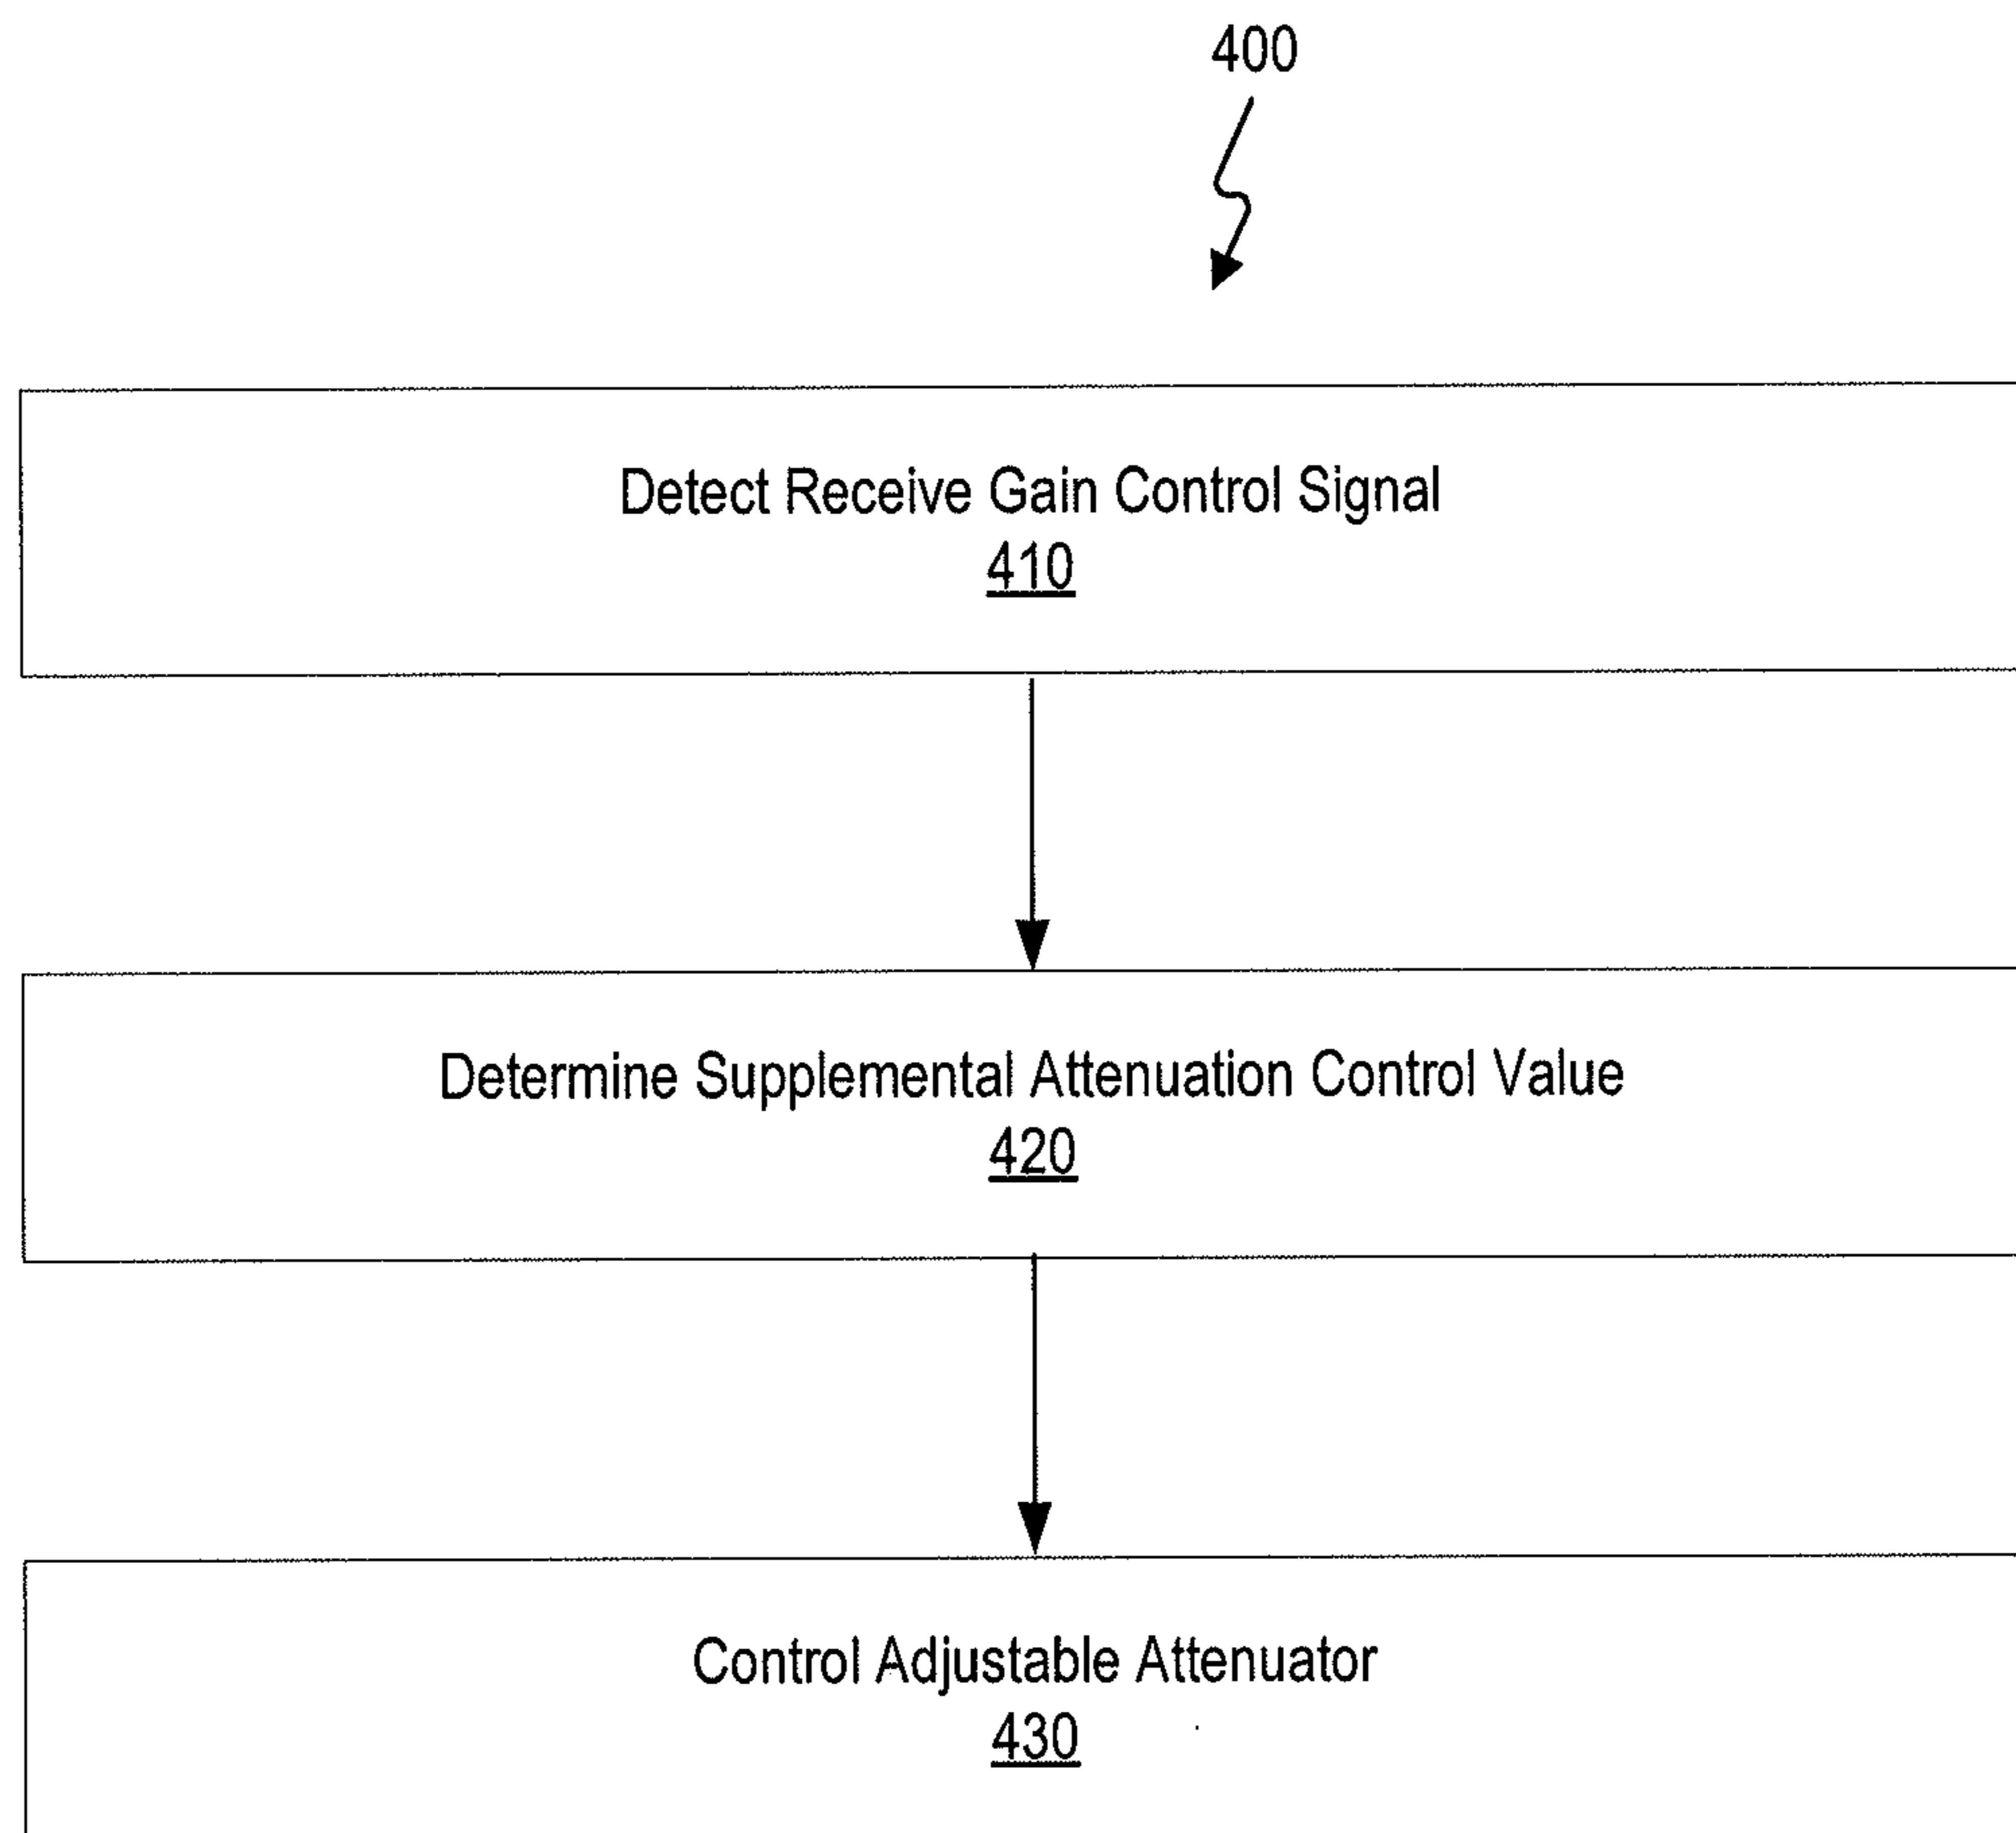 400
Detect Receive Gain Control Signal
410
Determine Supplemental Attenuation Control Value
420
Control Adjustable Attenuator
430